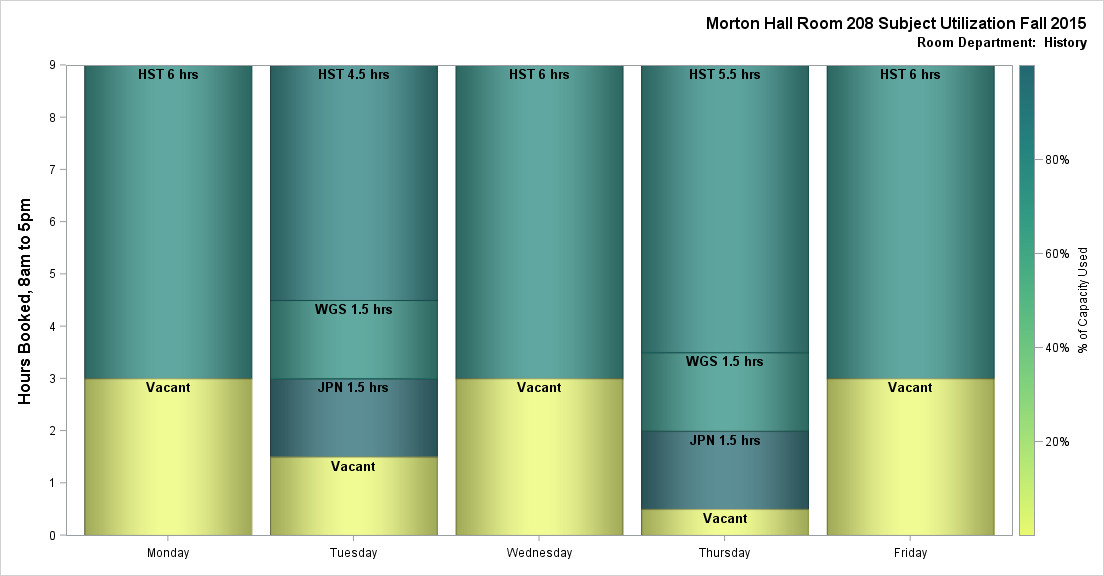 Morton Hall Room 208 Subject Utilization Fall 2015
Room Department:  History
Hours Booked, 8am to 5pm
9
8
7
6
5
4
3
2
1
0
HST 6 hrs
Vacant
HST 4.5 hrs
WGS 1.5 hrs
JPN 1.5 hrs
Vacant
HST 6 hrs
Vacant
HST 5.5 hrs
WGS 1.5 hrs
JPN 1.5 hrs
Vacant
HST 6 hrs
Vacant
Monday
Tuesday
Wednesday
Thursday
Friday
80%
60%
40%
20%
% of Capacity Used